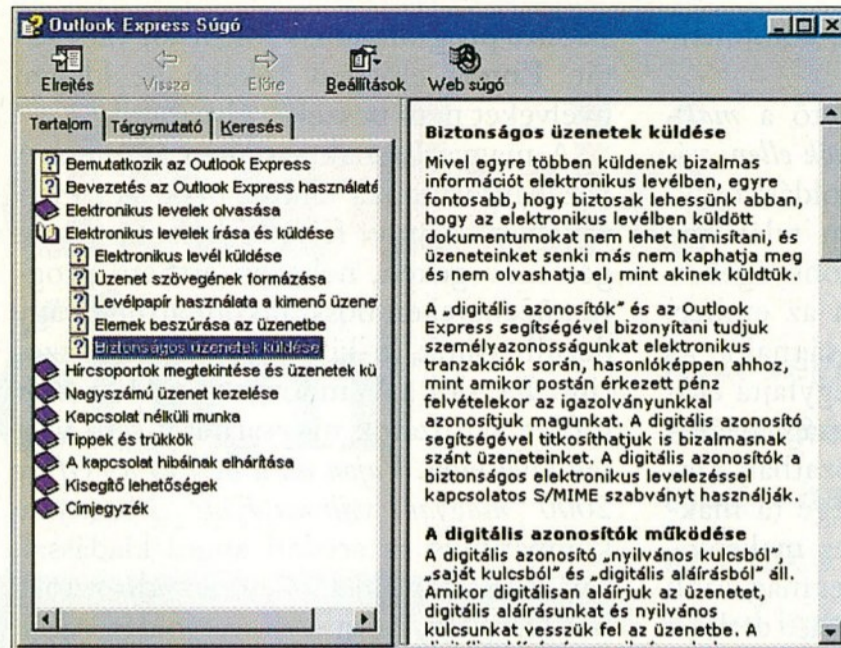 Outlook Express Súgó
Elrejtés Vissza Előre Beállítások Web súgó
Tartalom Tárgymutató Keresés
Bemutatkozik az Outlook Express
Bevezetés az Outlook Express használatá
Elektronikus levelek olvasása
Elektronikus levelek írása és küldése
Elektronikus levél küldése
Üzenet szövegének formázása
Levélpapír használata a kimenő üzene
Elemek beszúrása az üzenetbe
Biztonságos üzenetek küldése
Hírcsoportok megtekintése és üzenetek kü
Nagyszámú üzenet kezelése
Kapcsolat nélküli munka
Tippek és trükkök
A kapcsolat hibáinak elhárítása
Kisegítő lehetőségek
Címjegyzék
Biztonságos üzenetek küldése
Mivel egyre többen küldenek bizalmas
információt elektronikus levélben, egyre
fontosabb, hogy biztosak lehessünk abban,
hogy az elektronikus levélben küldött
dokumentumokat nem lehet hamisítani, és
üzeneteinket senki más nem kaphatja meg
és nem olvashatja el, mint akinek küldtük.
A „digitális azonosítók” és az Outlook
Express segítségével bizonyítani tudjuk
személyazonosságunkat elektronikus
tranzakciók során, hasonlóképpen ahhoz,
mint amikor postán érkezett pénz
felvételekor az igazolványunkkal
azonosítjuk magunkat. A digitális azonosító
segítségével titkosíthatjuk is bizalmasnak
szánt üzeneteinket. A digitális azonosítók a
biztonságos elektronikus levelezéssel
kapcsolatos S/MIME szabványt használják.
A digitális azonosítók működése
A digitális azonosító „nyilvános kulcsból”,
„saját kulcsból” és „digitális aláírásból” áll.
Amikor digitálisan aláírjuk az üzenetet,
digitális aláírásunkat és nyilvános
kulcsunkat vesszük fel az üzenetbe. A